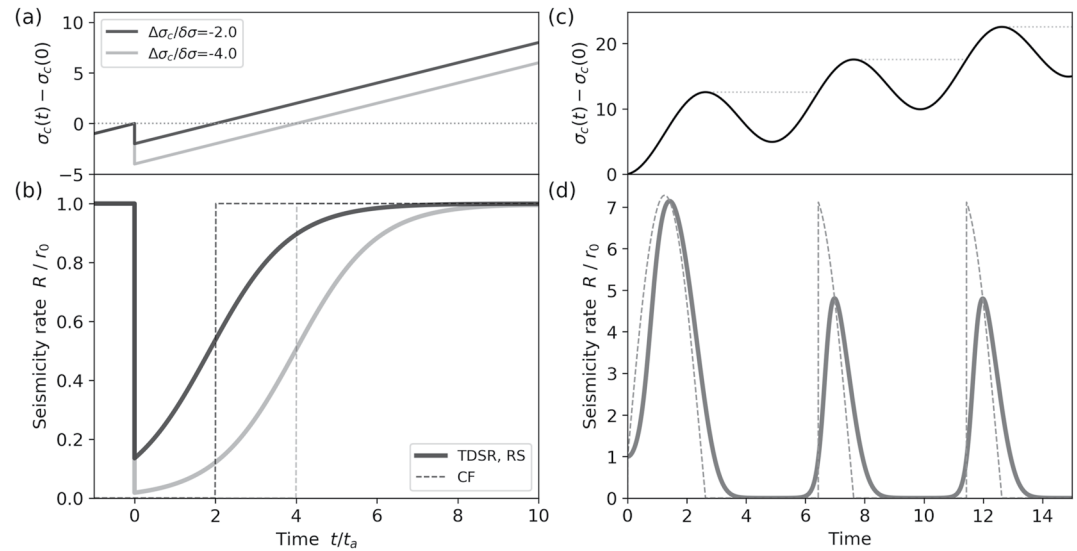 (a)
10
5
0
−5
σc(t) − σc(0)
Δσc/δσ=-2.0
Δσc/δσ=-4.0
(b)
1.0
0.8
0.6
0.4
0.2
0.0
Seismicity rate R / r0
TDSR, RS
CF
0 2 4 6 8 10
Time t/ta
(c)
20
10
0
σc(t) − σc(0)
(d)
7
6
5
4
3
2
1
0
Seismicity rate R / r0
0 2 4 6 8 10 12 14
Time